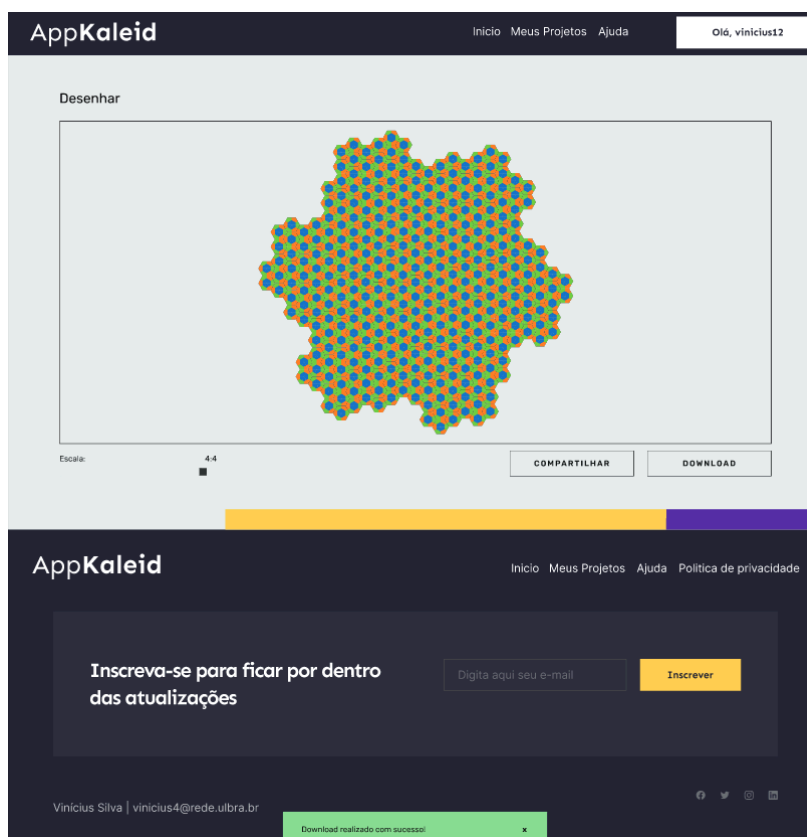 AppKaleid
Inicio Meus Projetos Ajuda
Olá, vinicius12
Desenhar
Escala:
4:4
COMPARTILHAR
DOWNLOAD
AppKaleid
Inicio Meus Projetos Ajuda Politica de privacidade
Inscreva-se para ficar por dentro
das atualizações
Digita aqui seu e-mail
Inscrever
Vinícius Silva | vinicius4@rede.ulbra.br
Download realizado com sucesso!
x